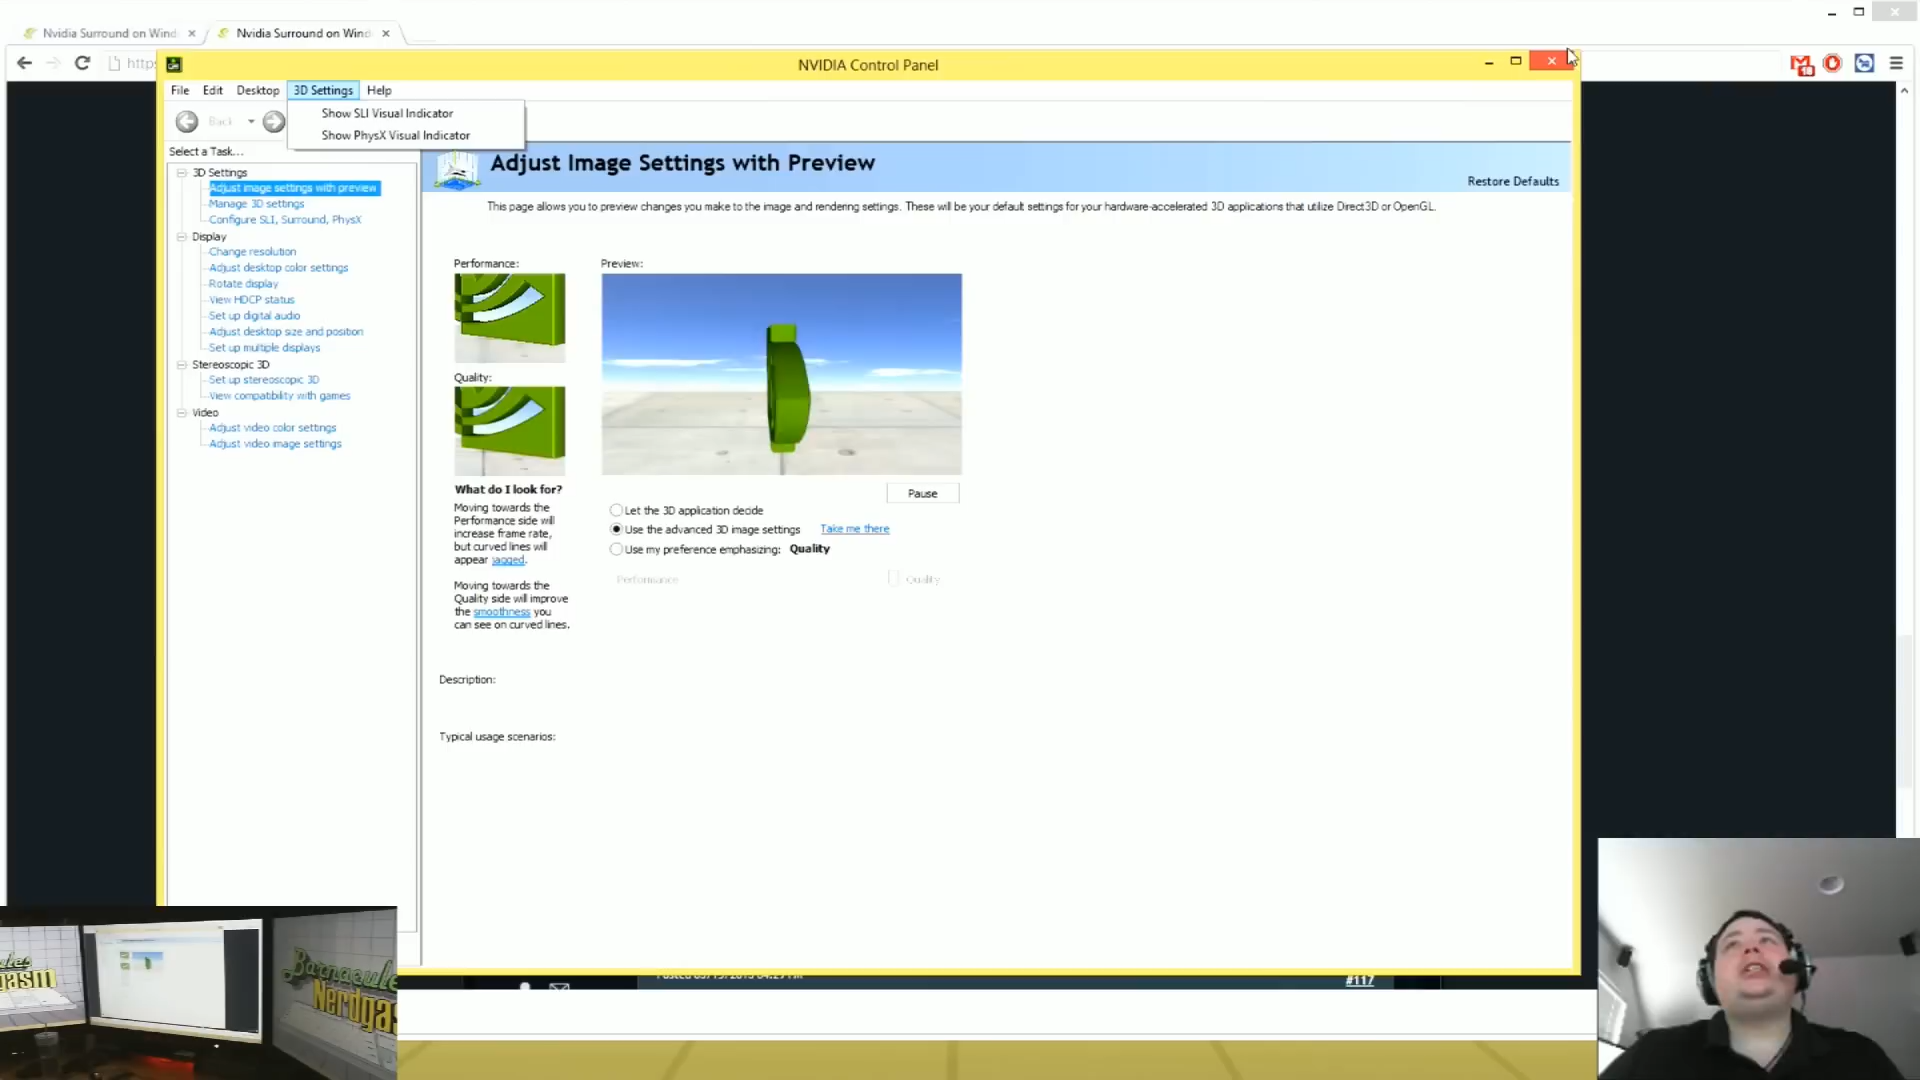 Nvidia Surround on Wind
Nvidia Surround on Wind
https
NVIDIA Control Panel
File Edit Desktop 3D Settings Help
Show SLI Visual Indicator
Show PhysX Visual Indicator
Back
Select a Task...
3D Settings
Adjust image settings with preview
Manage 3D settings
Configure SLI, Surround, PhysX
Display
Change resolution
Adjust desktop color settings
Rotate display
View HDCP status
Set up digital audio
Adjust desktop size and position
Set up multiple displays
Stereoscopic 3D
Set up stereoscopic 3D
View compatibility with games
Video
Adjust video color settings
Adjust video image settings
Adjust Image Settings with Preview
Restore Defaults
This page allows you to preview changes you make to the image and rendering settings. These will be your default settings for your hardware-accelerated 3D applications that utilize Direct3D or OpenGL.
Performance:
Quality:
What do I look for?
Moving towards the
Performance side will
increase frame rate,
but curved lines will
appear jagged.
Moving towards the
Quality side will improve
the smoothness you
can see on curved lines.
Preview:
Pause
Let the 3D application decide
Use the advanced 3D image settings Take me there
Use my preference emphasizing: Quality
Performance Quality
Description:
Typical usage scenarios:
#117
Barnacules
Nerdgas